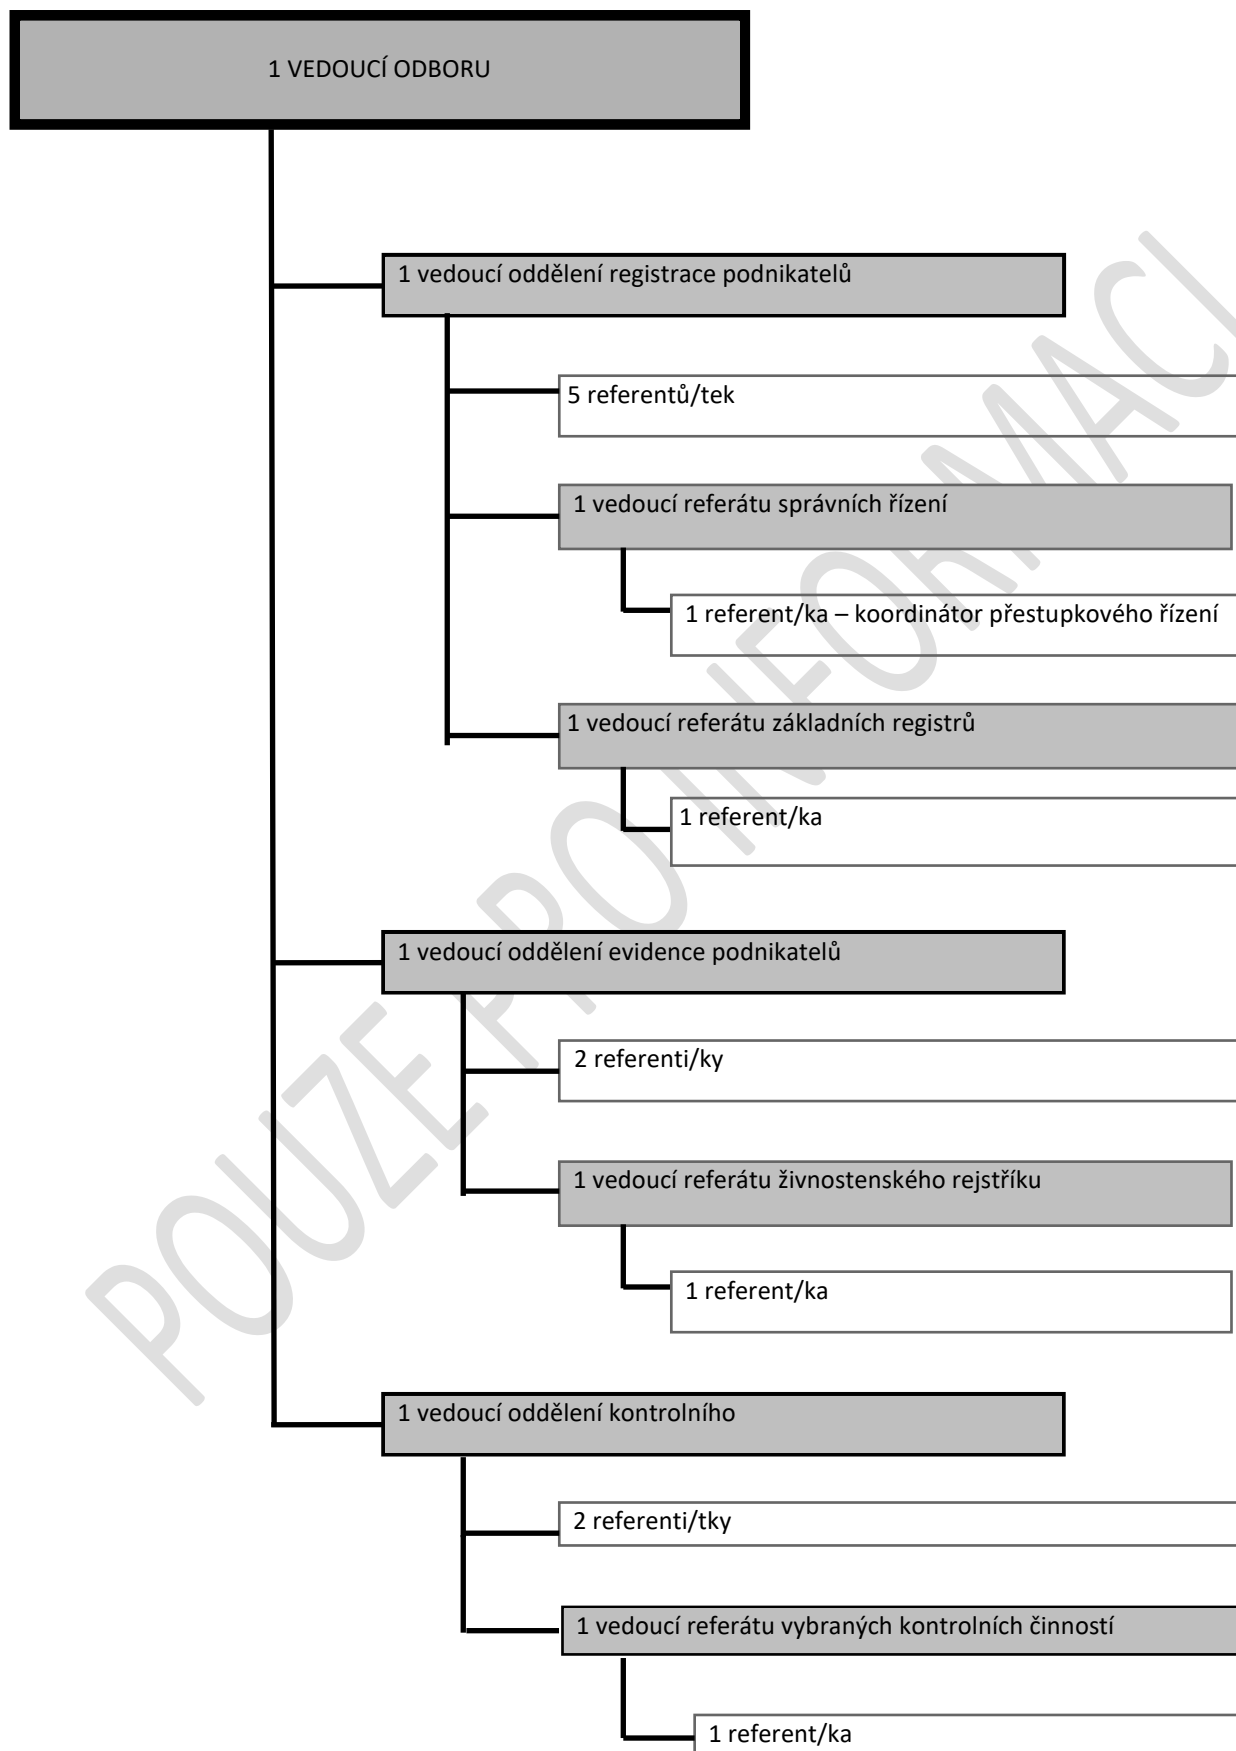 1 VEDOUCÍ ODBORU
1 vedoucí oddělení registrace podnikatelů
5 referentů/tek
1 vedoucí referátu správních řízení
1 referent/ka – koordinátor přestupkového řízení
1 vedoucí referátu základních registrů
1 referent/ka
1 vedoucí oddělení evidence podnikatelů
2 referenti/ky
1 vedoucí referátu živnostenského rejstříku
1 referent/ka
1 vedoucí oddělení kontrolního
2 referenti/tky
1 vedoucí referátu vybraných kontrolních činností
1 referent/ka
POUZE PRO INFORMACI